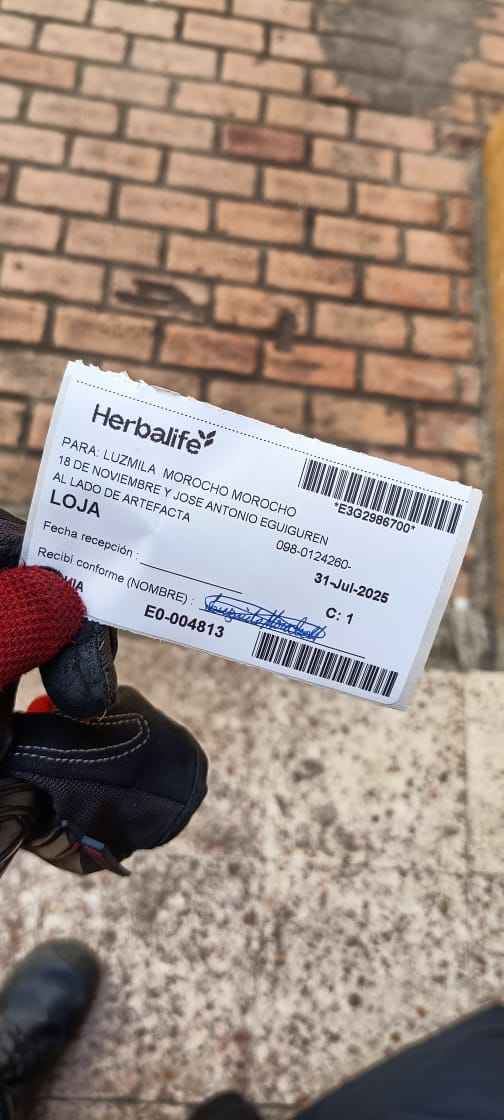 Herbalife
*E3G2986700*
PARA: LUZMILA MOROCHO MOROCHO
18 DE NOVIEMBRE Y JOSE ANTONIO EGUIGUREN
AL LADO DE ARTEFACTA
098-0124260-
LOJA
31-Jul-2025
Fecha recepción :
C: 1
Recibí conforme (NOMBRE) :
E0-004813